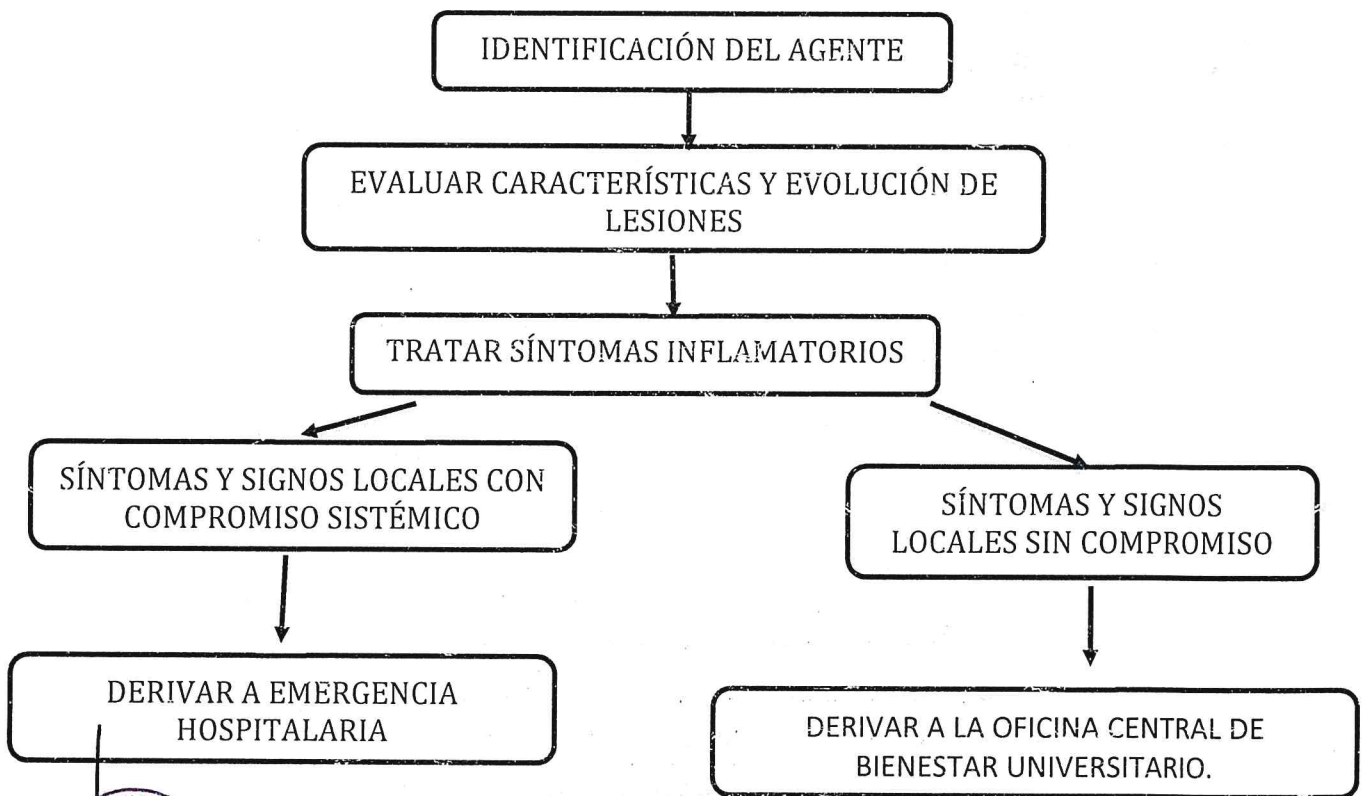 IDENTIFICACIÓN DEL AGENTE
EVALUAR CARACTERÍSTICAS Y EVOLUCIÓN DE
LESIONES
TRATAR SÍNTOMAS INFLAMATORIOS
SÍNTOMAS Y SIGNOS LOCALES CON
COMPROMISO SISTÉMICO
SÍNTOMAS Y SIGNOS
LOCALES SIN COMPROMISO
DERIVAR A EMERGENCIA
HOSPITALARIA
DERIVAR A LA OFICINA CENTRAL DE
BIENESTAR UNIVERSITARIO.